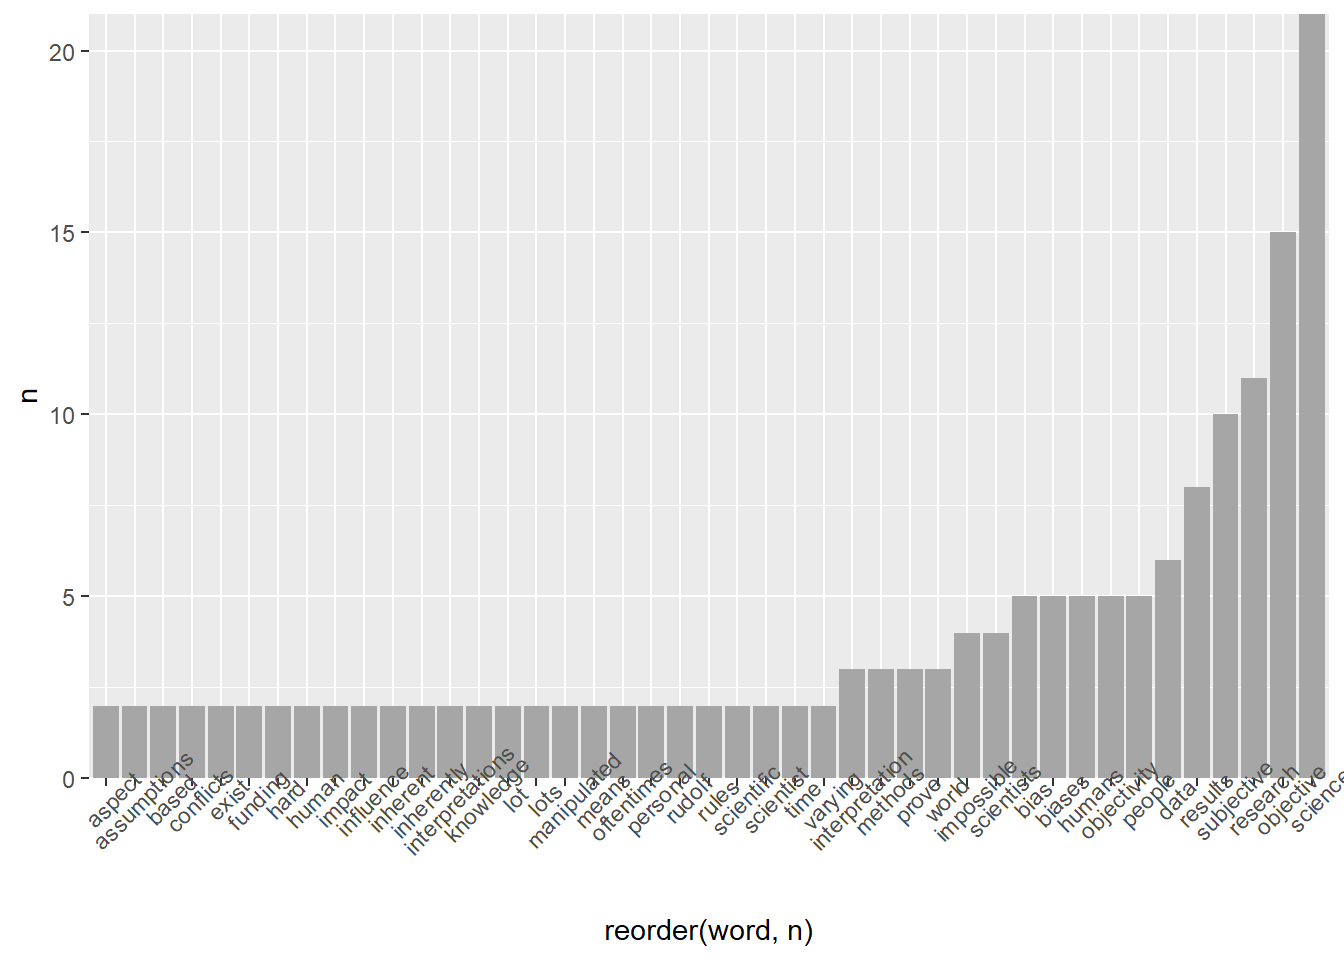 20
15
10
5
0
n
aspect
assumptions
based
conflicts
exist
funding
hard
human
impact
influence
inherent
inherently
interpretations
knowledge
lot
lots
manipulated
means
oftentimes
personal
rudolf
rules
scientific
scientist
time
varying
interpretation
methods
prove
world
impossible
scientists
bias
biases
humans
objectivity
people
data
results
subjective
research
objective
science
reorder(word, n)